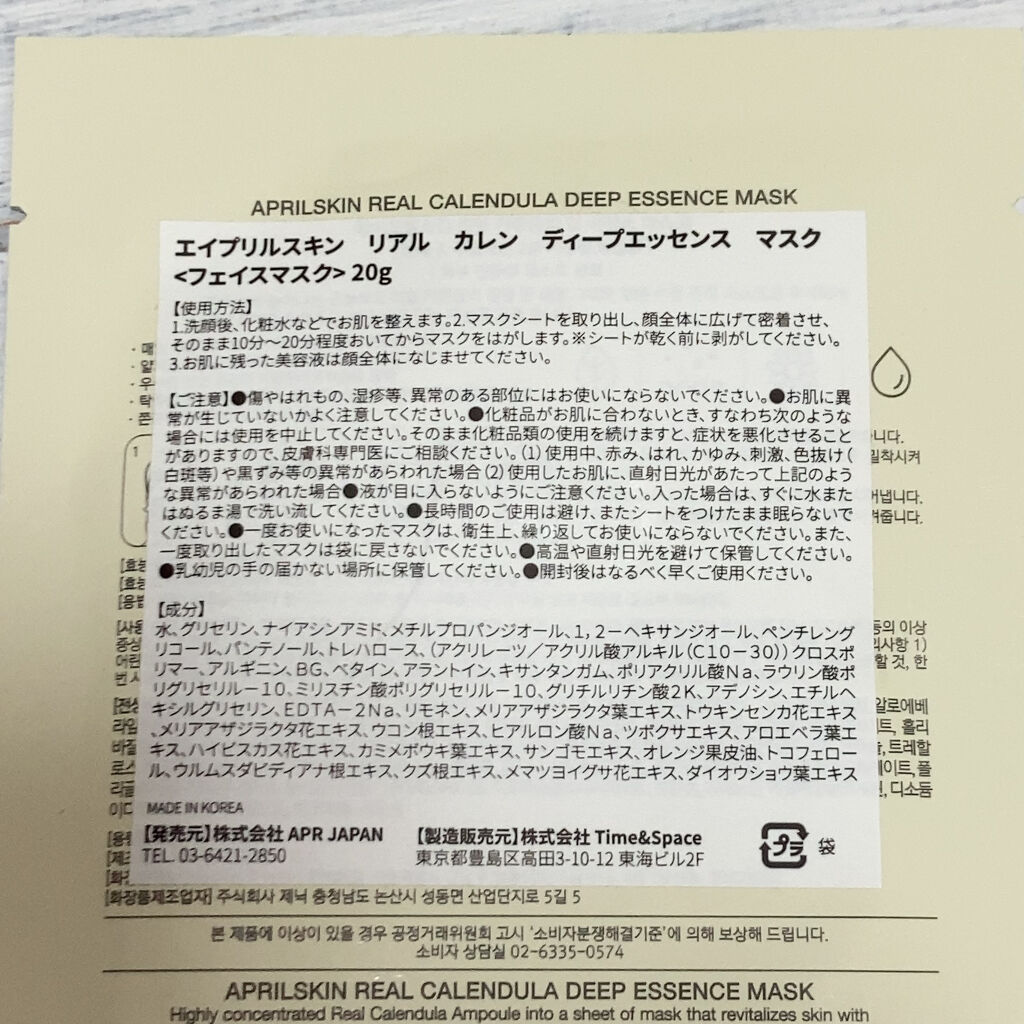 APRILSKIN REAL CALENDULA DEEP ESSENCE MASK
エイプリルスキン リアル カレン ディープエッセンス マスク
<フェイスマスク> 20g
【使用方法】
1.洗顔後、化粧水などでお肌を整えます。2.マスクシートを取り出し、顔全体に広げて密着させ、
そのまま10分～20分程度おいてからマスクをはがします。※シートが乾く前に剥がしてください。
3.お肌に残った美容液は顔全体になじませてください。
【ご注意】●傷やはれもの、湿疹等、異常のある部位にはお使いにならないでください。●お肌に異
常が生じていないかよく注意してください。●化粧品がお肌に合わないとき、すなわち次のような
場合には使用を中止してください。そのまま化粧品類の使用を続けますと、症状を悪化させること
がありますので、皮膚科専門医にご相談ください。(1)使用中、赤み、はれ、かゆみ、刺激、色抜け(
白斑等)や黒ずみ等の異常があらわれた場合(2)使用したお肌に、直射日光があたって上記のよう
な異常があらわれた場合●液が目に入らないようにご注意ください。入った場合は、すぐに水また
はぬるま湯で洗い流してください。●長時間のご使用は避け、またシートをつけたまま眠らないで
ください。●一度お使いになったマスクは、衛生上、繰り返してお使いにならないでください。また、
一度取り出したマスクは袋に戻さないでください。●高温や直射日光を避けて保管してください。
●乳幼児の手の届かない場所に保管してください。●開封後はなるべく早くご使用ください。
【成分】
水、グリセリン、ナイアシンアミド、メチルプロパンジオール、1,2－ヘキサンジオール、ペンチレング
リコール、パンテノール、トレハロース、(アクリレーツ／アクリル酸アルキル(C10－30))クロスポ
リマー、アルギニン、BG、ベタイン、アラントイン、キサンタンガム、ポリアクリル酸Na、ラウリン酸ポ
リグリセリル－10、ミリスチン酸ポリグリセリル－10、グリチルリチン酸2K、アデノシン、エチルヘ
キシルグリセリン、EDTA－2Na、リモネン、メリアアザジラクタ葉エキス、トウキンセンカ花エキス
、メリアアザジラクタ花エキス、ウコン根エキス、ヒアルロン酸Na、ツボクサエキス、アロエベラ葉エ
キス、ハイビスカス花エキス、カミメボウキ葉エキス、サンゴモエキス、オレンジ果皮油、トコフェロー
ル、ウルムスダビディアナ根エキス、クズ根エキス、メマツヨイグサ花エキス、ダイオウショウ葉エキス
MADE IN KOREA
【発売元】株式会社 APR JAPAN 【製造販売元】株式会社 Time&Space
TEL. 03-6421-2850 東京都豊島区高田3-10-12 東海ビル2F
プラ 袋
[화장품제조업자] 주식회사 제닉 충청남도 논산시 성동면 산업단지로 5길 5
본 제품에 이상이 있을 경우 공정거래위원회 고시 '소비자분쟁해결기준'에 의해 보상해 드립니다.
소비자 상담실 02-6335-0574
APRILSKIN REAL CALENDULA DEEP ESSENCE MASK
Highly concentrated Real Calendula Ampoule into a sheet of mask that revitalizes skin with